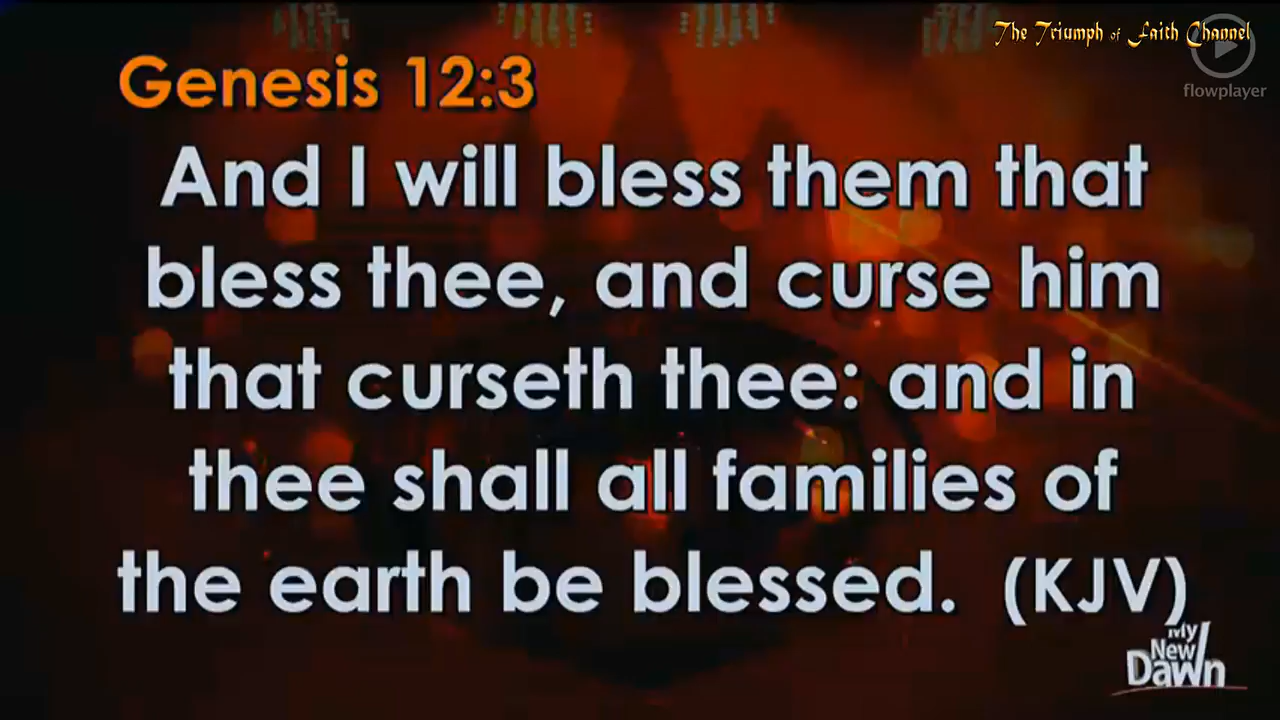 The Triumph of Faith Channel
flowplayer
Genesis 12:3
And I will bless them that
bless thee, and curse him
that curseth thee: and in
thee shall all families of
the earth be blessed. (KJV)
My
New
Dawn